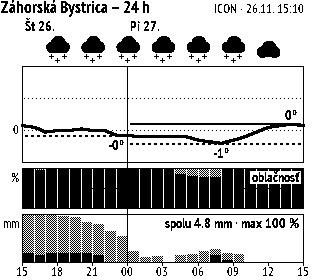 Záhorská Bystrica – 24 h
ICON · 26.11. 15:10
Št 26.
Pi 27.
0°
0
-0°
-1°
%
oblačnosť
mm
spolu 4.8 mm · max 100 %
15 18 21 00 03 06 09 12 15